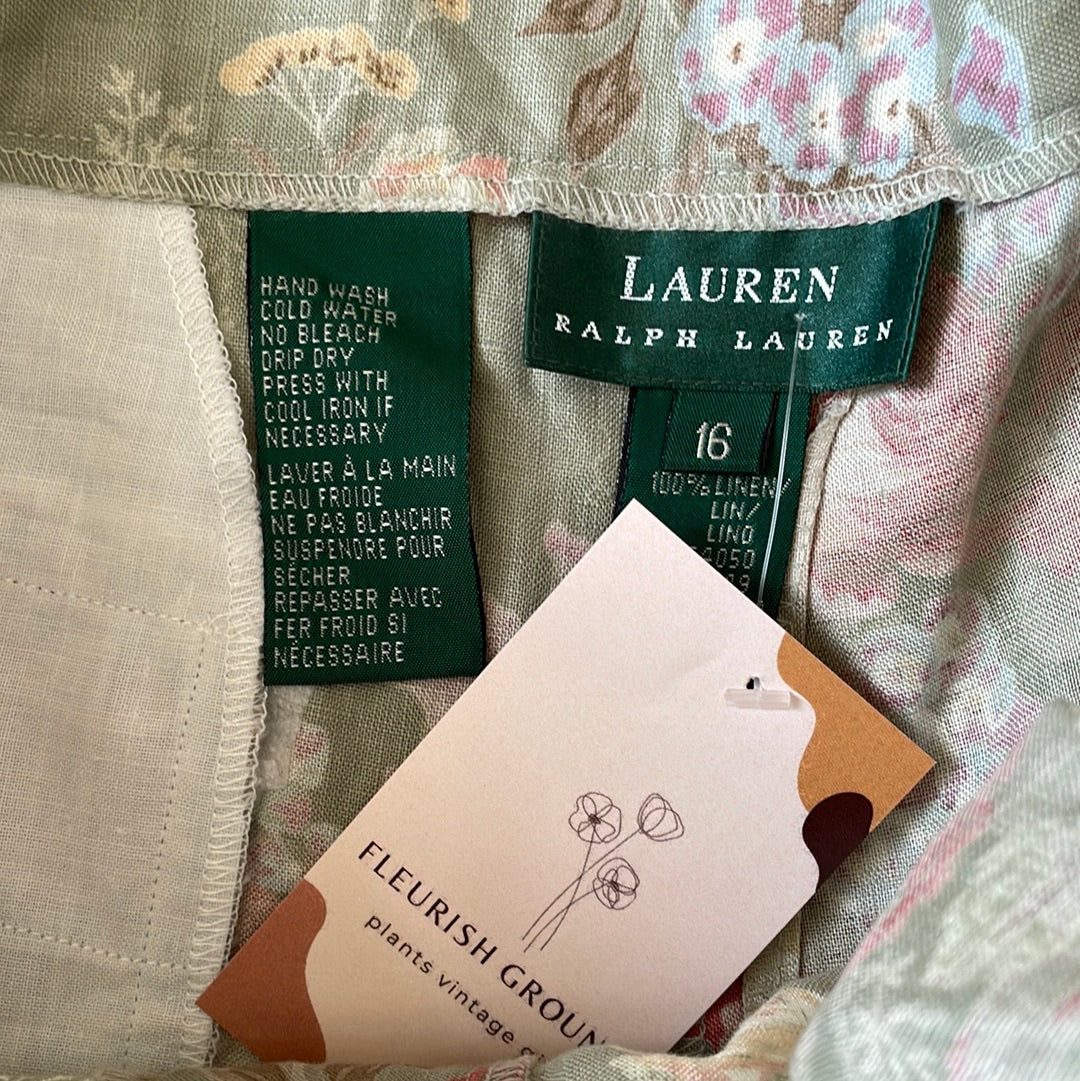 HAND WASH
COLD WATER
NO BLEACH
DRIP DRY
PRESS WITH
COOL IRON IF
NECESSARY
LAVER À LA MAIN
EAU FROIDE
NE PAS BLANCHIR
SUSPENDRE POUR
SÉCHER
REPASSER AVEC
FER FROID SI
NÉCESSAIRE
LAUREN
RALPH LAUREN
16
100% LINEN/
LIN/
LINO
FLEURISH
plants vintage